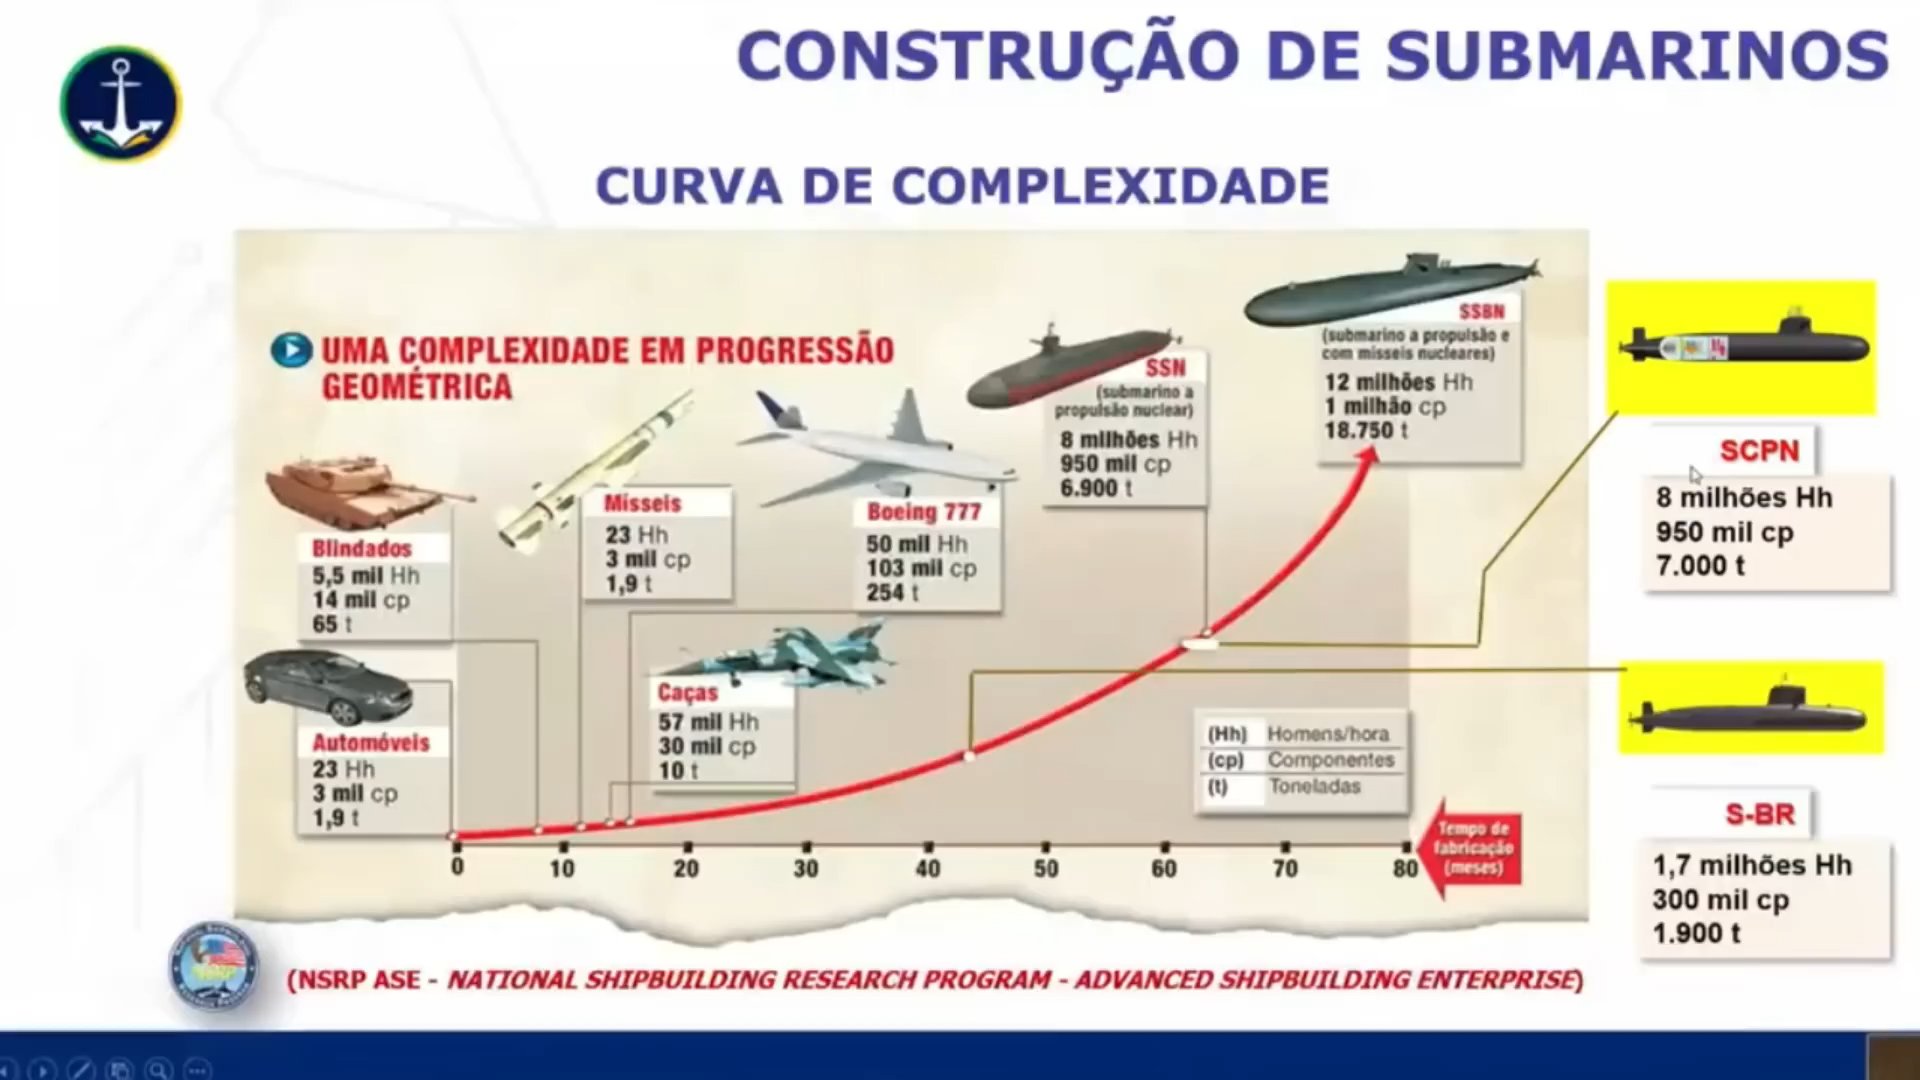 CONSTRUÇÃO DE SUBMARINOS
CURVA DE COMPLEXIDADE
UMA COMPLEXIDADE EM PROGRESSÃO
GEOMÉTRICA
Blindados
5,5 mil Hh
14 mil cp
65 t
Automóveis
23 Hh
3 mil cp
1,9 t
Mísseis
23 Hh
3 mil cp
1,9 t
Caças
57 mil Hh
30 mil cp
10 t
Boeing 777
50 mil Hh
103 mil cp
254 t
SSN
(submarino a
propulsão nuclear)
8 milhões Hh
950 mil cp
6.900 t
SSBN
(submarino a propulsão e
com mísseis nucleares)
12 milhões Hh
1 milhão cp
18.750 t
SCPN
8 milhões Hh
950 mil cp
7.000 t
S-BR
1,7 milhões Hh
300 mil cp
1.900 t
(Hh) Homens/hora
(cp) Componentes
(t) Toneladas
0 10 20 30 40 50 60 70 80
Tempo de
fabricação
(meses)
(NSRP ASE - NATIONAL SHIPBUILDING RESEARCH PROGRAM - ADVANCED SHIPBUILDING ENTERPRISE)